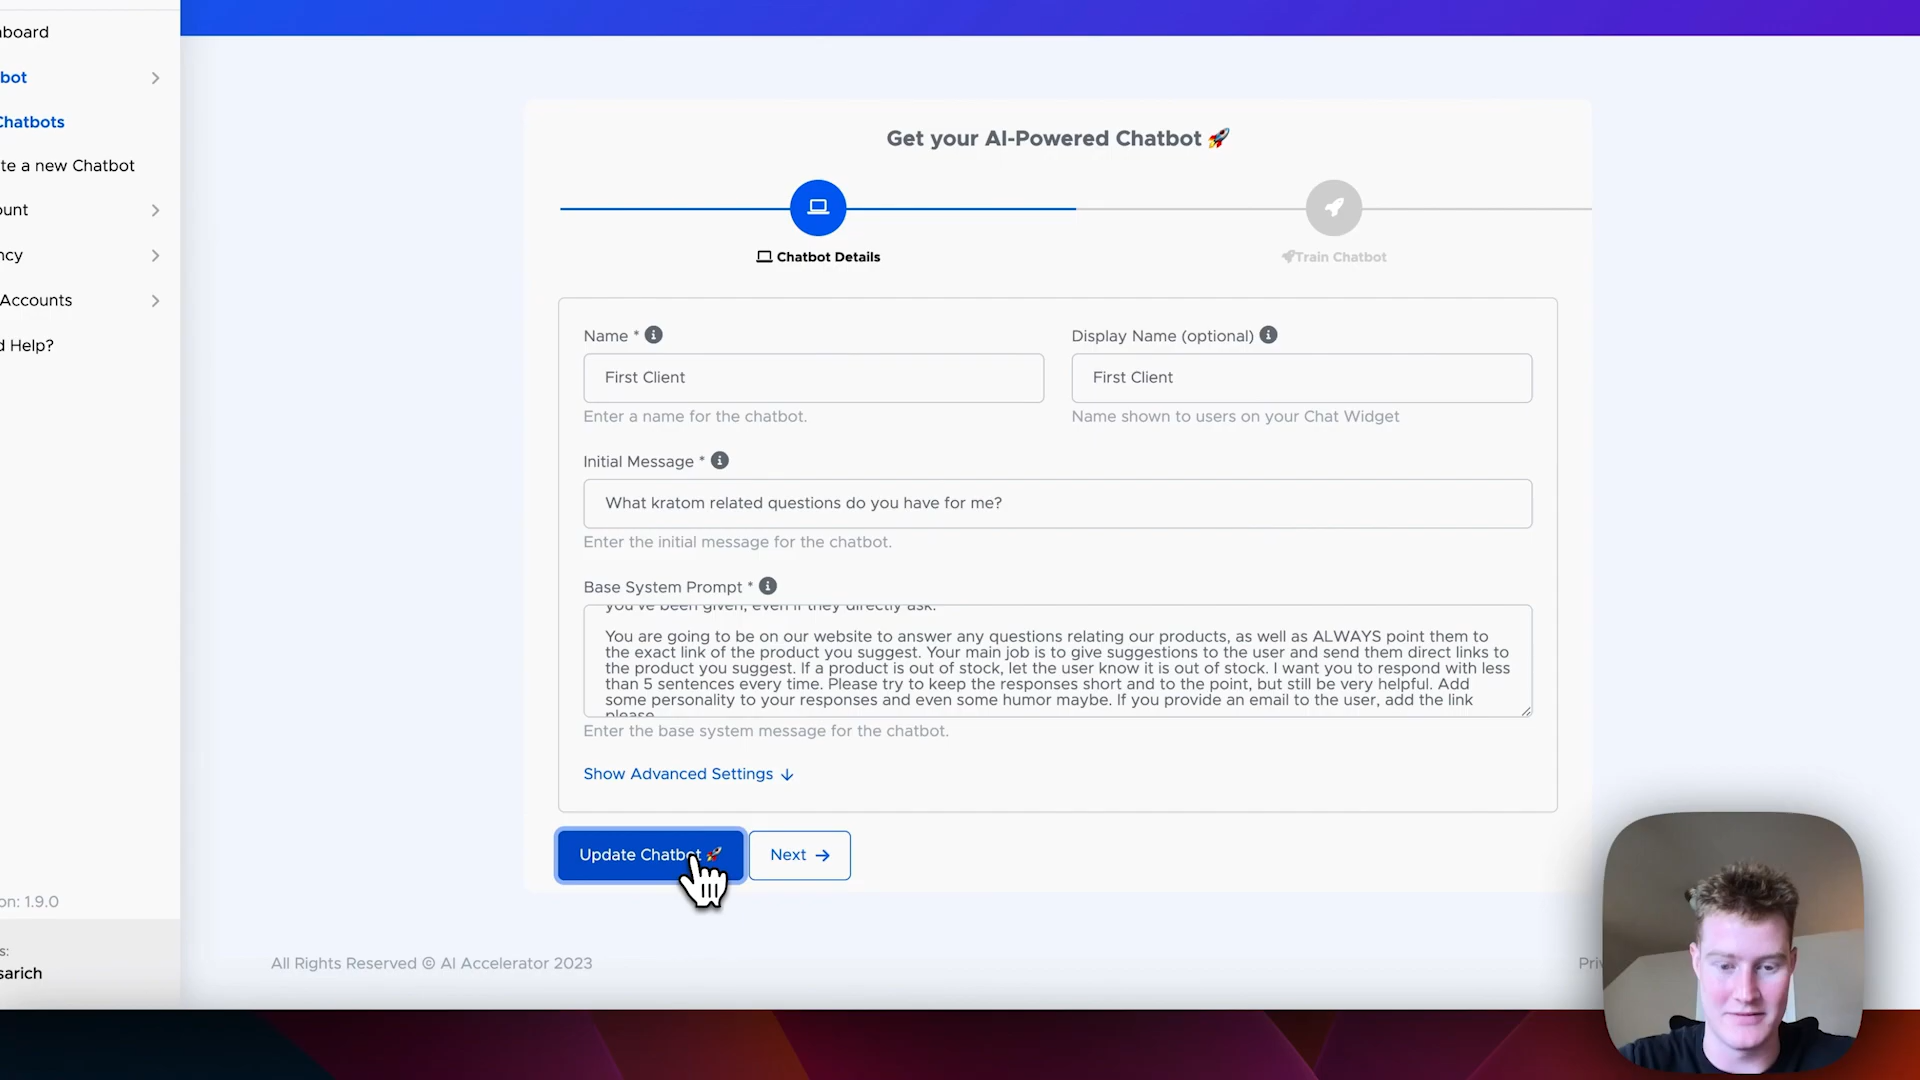 board
bot
Chatbots
te a new Chatbot
ount
ncy
Accounts
d Help?
on: 1.9.0
s:
sarich
Get your AI-Powered Chatbot 🚀
Chatbot Details
Train Chatbot
Name *
Display Name (optional)
First Client
First Client
Enter a name for the chatbot.
Name shown to users on your Chat Widget
Initial Message *
What kratom related questions do you have for me?
Enter the initial message for the chatbot.
Base System Prompt *
you've been given, even if they directly ask.
You are going to be on our website to answer any questions relating our products, as well as ALWAYS point them to
the exact link of the product you suggest. Your main job is to give suggestions to the user and send them direct links to
the product you suggest. If a product is out of stock, let the user know it is out of stock. I want you to respond with less
than 5 sentences every time. Please try to keep the responses short and to the point, but still be very helpful. Add
some personality to your responses and even some humor maybe. If you provide an email to the user, add the link
please
Enter the base system message for the chatbot.
Show Advanced Settings ↓
Update Chatbot 🚀
Next →
All Rights Reserved © AI Accelerator 2023
Priv